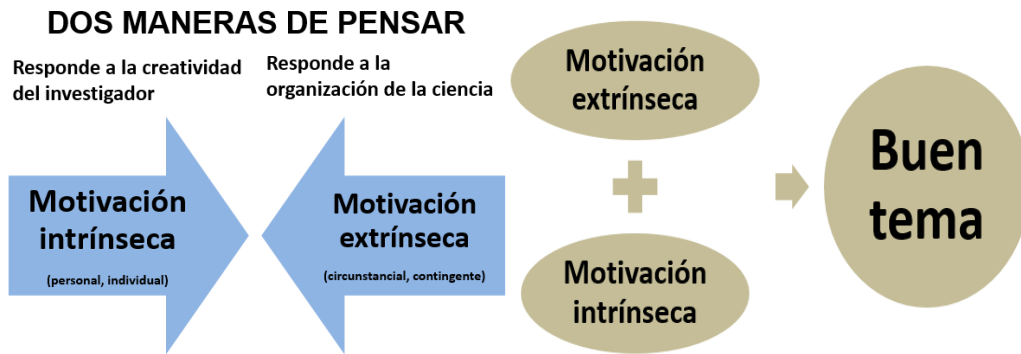 DOS MANERAS DE PENSAR
Responde a la creatividad
del investigador
Responde a la
organización de la ciencia
Motivación
intrínseca
(personal, individual)
Motivación
extrínseca
(circunstancial, contingente)
Motivación
extrínseca
Motivación
intrínseca
Buen
tema